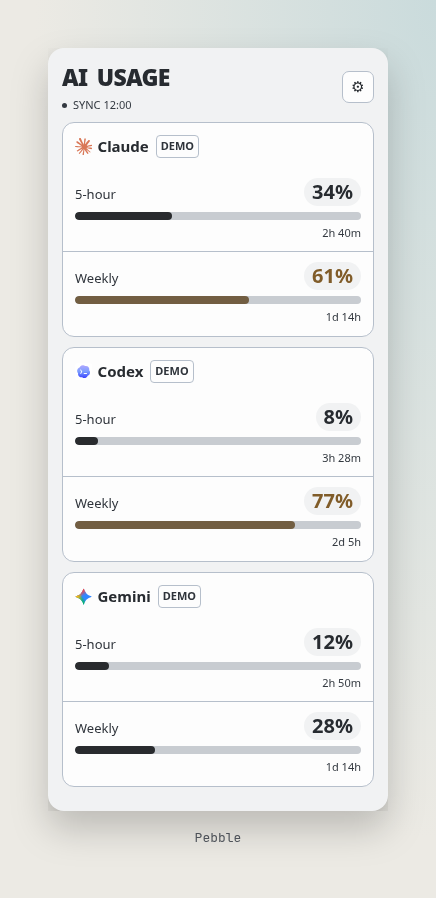 AI USAGE
SYNC 12:00
Claude DEMO
5-hour 34%
2h 40m
Weekly 61%
1d 14h
Codex DEMO
5-hour 8%
3h 28m
Weekly 77%
2d 5h
Gemini DEMO
5-hour 12%
2h 50m
Weekly 28%
1d 14h
Pebble